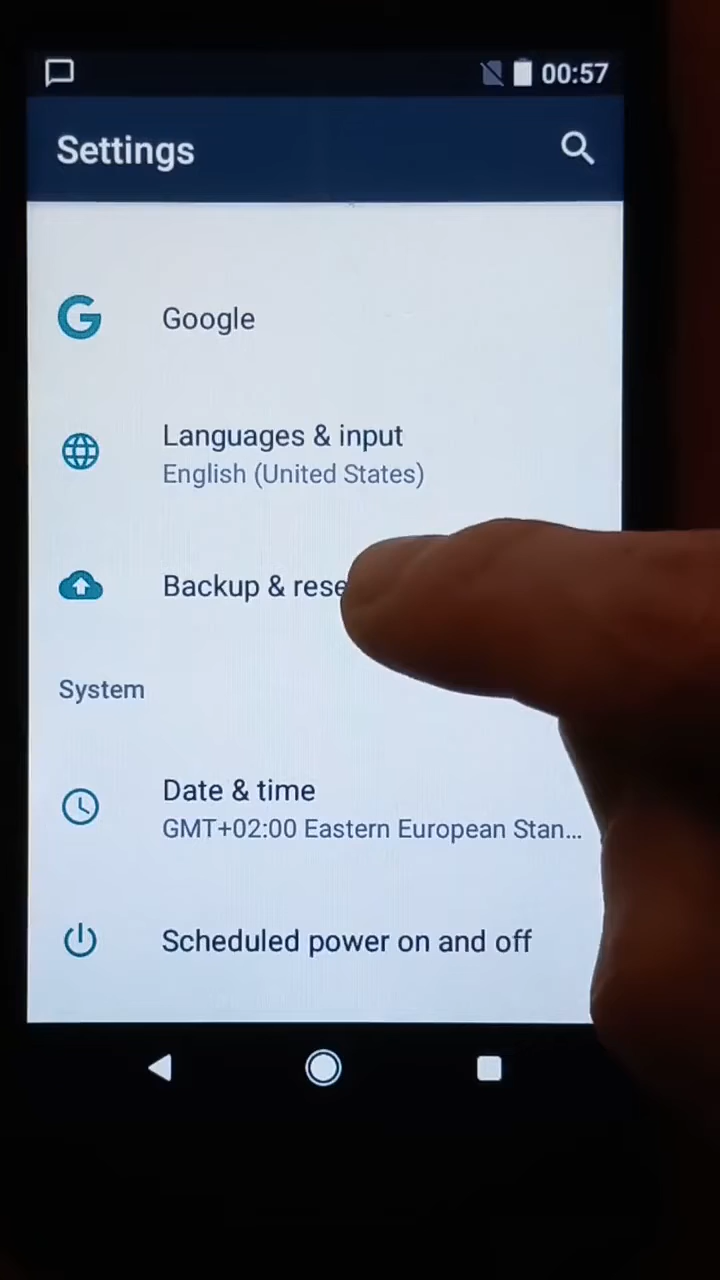 00:57
Settings
Google
Languages & input
English (United States)
Backup & rese
System
Date & time
GMT+02:00 Eastern European Stan...
Scheduled power on and off